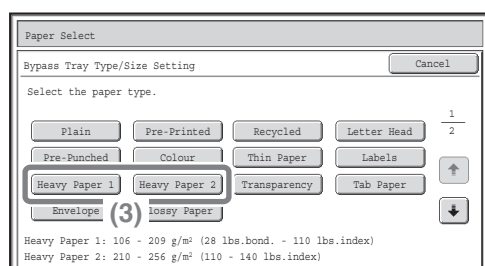 Paper Select
Bypass Tray Type/Size Setting Cancel
Select the paper type.
1
2
Plain Pre-Printed Recycled Letter Head
Pre-Punched Colour Thin Paper Labels
Heavy Paper 1 Heavy Paper 2 Transparency Tab Paper
Envelope (3) Glossy Paper
Heavy Paper 1: 106 - 209 g/m² (28 lbs.bond. - 110 lbs.index)
Heavy Paper 2: 210 - 256 g/m² (110 - 140 lbs.index)